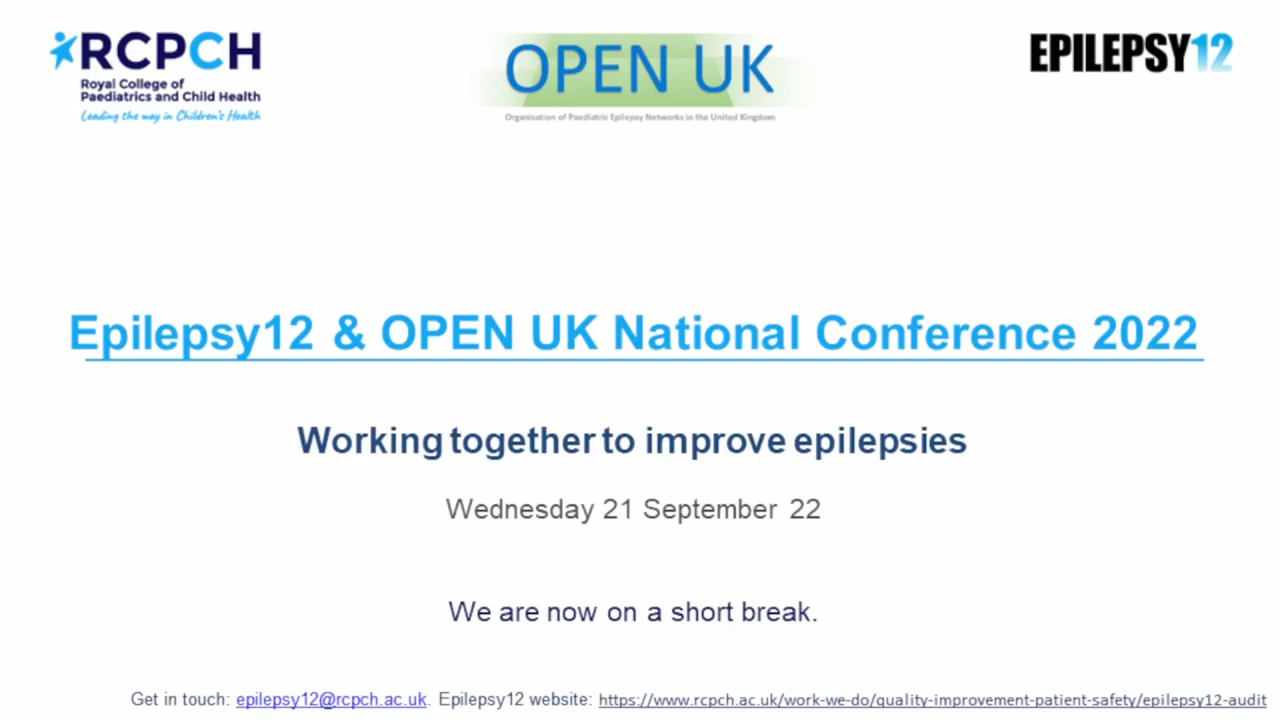 RCPCH
Royal College of
Paediatrics and Child Health
Leading the way in Children's Health
OPEN UK
Organisation of Paediatric Epilepsy Networks in the United Kingdom
EPILEPSY12
Epilepsy12 & OPEN UK National Conference 2022
Working together to improve epilepsies
Wednesday 21 September 22
We are now on a short break.
Get in touch: epilepsy12@rcpch.ac.uk. Epilepsy12 website: https://www.rcpch.ac.uk/work-we-do/quality-improvement-patient-safety/epilepsy12-audit